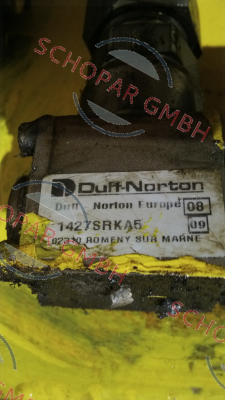 SCHOPAR GMBH
Duff-Norton
Duff - Norton Europe 08
1427SRKA5 09
02310 ROMENY SUR MARNE